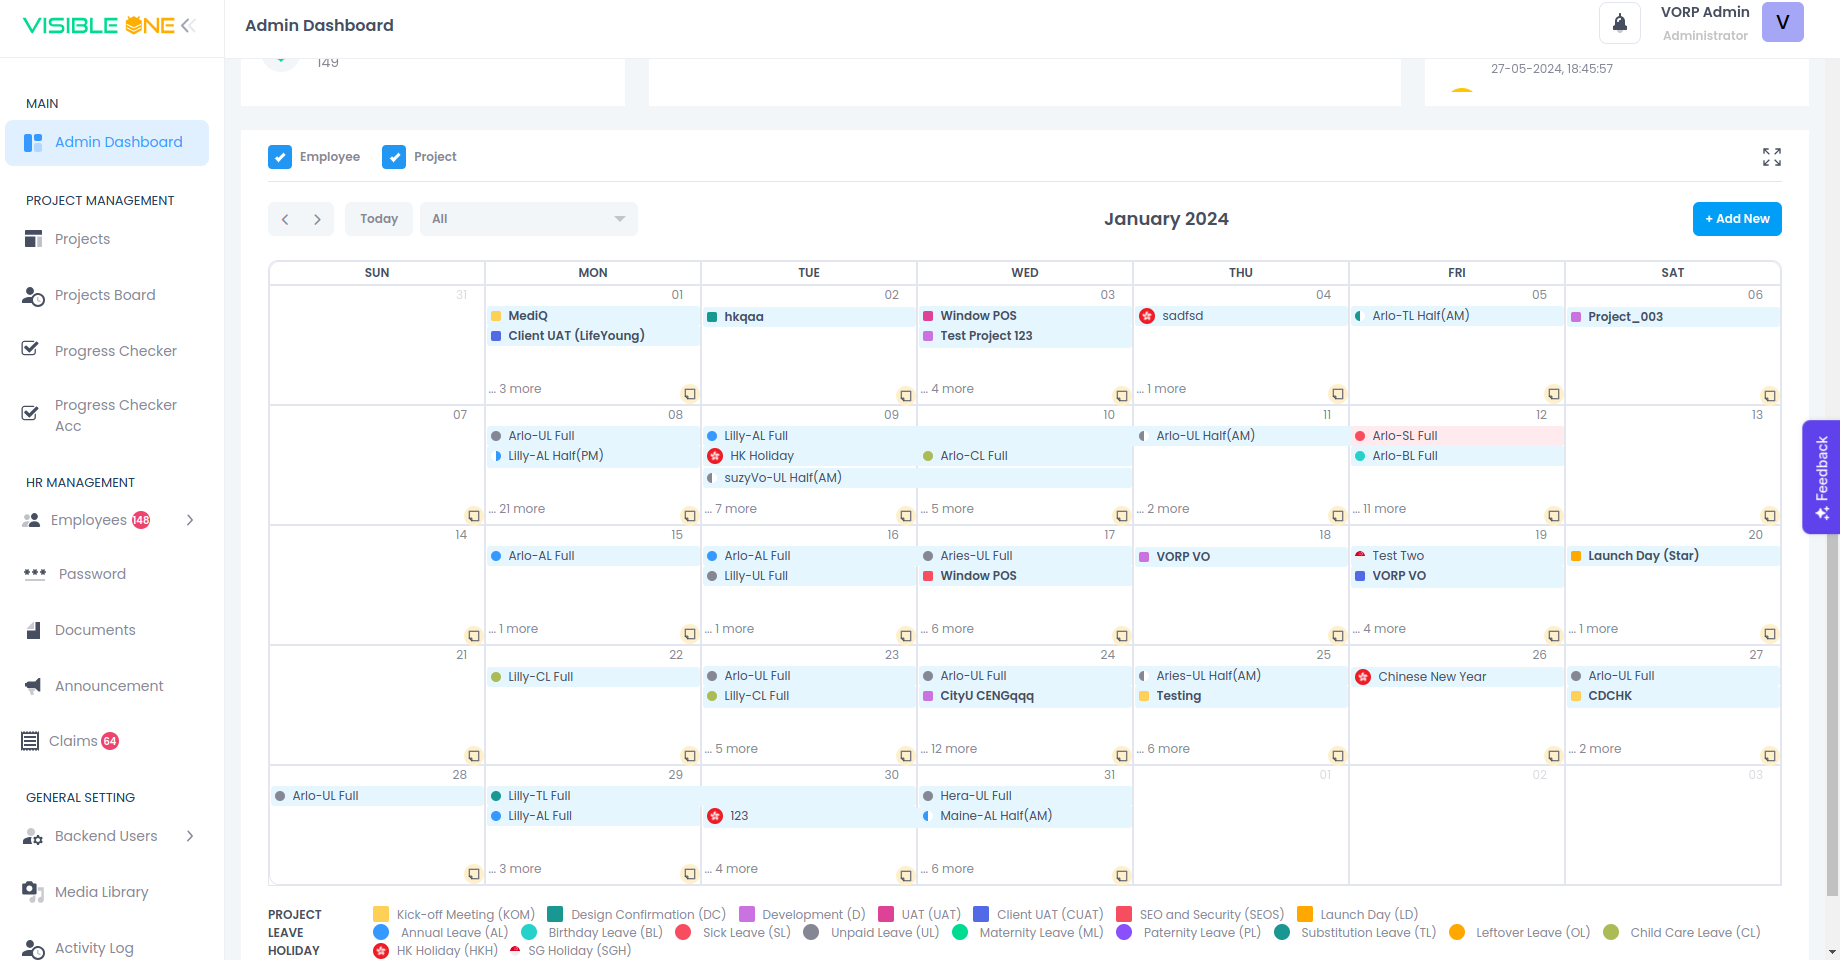 VISIBLE ONE
Admin Dashboard
VORP Admin
Administrator
V
149
27-05-2024, 18:45:57
MAIN
Admin Dashboard
PROJECT MANAGEMENT
Projects
Projects Board
Progress Checker
Progress Checker
Acc
HR MANAGEMENT
Employees 148
Password
Documents
Announcement
Claims 64
GENERAL SETTING
Backend Users
Media Library
Activity Log
Employee Project
Today All January 2024 + Add New
SUN MON TUE WED THU FRI SAT
31 01 02 03 04 05 06
MediQ hkqaa Window POS sadfsd Arlo-TL Half(AM) Project_003
Client UAT (LifeYoung) Test Project 123
... 3 more ... 4 more ... 1 more
07 08 09 10 11 12 13
Arlo-UL Full Lilly-AL Full Arlo-UL Half(AM) Arlo-SL Full
Lilly-AL Half(PM) HK Holiday Arlo-CL Full Arlo-BL Full
suzyVo-UL Half(AM)
... 21 more ... 7 more ... 5 more ... 2 more ... 11 more
14 15 16 17 18 19 20
Arlo-AL Full Arlo-AL Full Aries-UL Full VORP VO Test Two Launch Day (Star)
Lilly-UL Full Window POS VORP VO
... 1 more ... 1 more ... 6 more ... 4 more ... 1 more
21 22 23 24 25 26 27
Lilly-CL Full Arlo-UL Full Arlo-UL Full Aries-UL Half(AM) Chinese New Year Arlo-UL Full
Lilly-CL Full CityU CENGqqq Testing CDCHK
... 5 more ... 12 more ... 6 more ... 2 more
28 29 30 31 01 02 03
Arlo-UL Full Lilly-TL Full Hera-UL Full
Lilly-AL Full 123 Maine-AL Half(AM)
... 3 more ... 4 more ... 6 more
PROJECT Kick-off Meeting (KOM) Design Confirmation (DC) Development (D) UAT (UAT) Client UAT (CUAT) SEO and Security (SEOS) Launch Day (LD)
LEAVE Annual Leave (AL) Birthday Leave (BL) Sick Leave (SL) Unpaid Leave (UL) Maternity Leave (ML) Paternity Leave (PL) Substitution Leave (TL) Leftover Leave (OL) Child Care Leave (CL)
HOLIDAY HK Holiday (HKH) SG Holiday (SGH)
Feedback